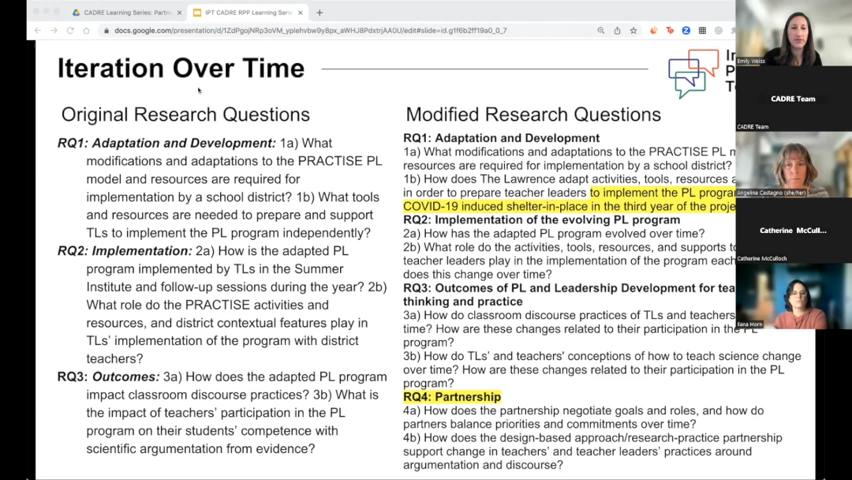 CADRE Learning Series: Partn
IPT CADRE RPP Learning Serie
docs.google.com/presentation/d/1ZdPgojNRp3oVM_yplehvbw9y8px_aWHJ8PdxtrjAA0U/edit#slide=id.g1f6b2ff19a0_0_7
Iteration Over Time
Original Research Questions
RQ1: Adaptation and Development: 1a) What
modifications and adaptations to the PRACTISE PL
model and resources are required for
implementation by a school district? 1b) What tools
and resources are needed to prepare and support
TLs to implement the PL program independently?
RQ2: Implementation: 2a) How is the adapted PL
program implemented by TLs in the Summer
Institute and follow-up sessions during the year? 2b)
What role do the PRACTISE activities and
resources, and district contextual features play in
TLs' implementation of the program with district
teachers?
RQ3: Outcomes: 3a) How does the adapted PL program
impact classroom discourse practices? 3b) What is
the impact of teachers' participation in the PL
program on their students' competence with
scientific argumentation from evidence?
Modified Research Questions
RQ1: Adaptation and Development
1a) What modifications and adaptations to the PRACTISE PL m
resources are required for implementation by a school district?
1b) How does The Lawrence adapt activities, tools, resources a
in order to prepare teacher leaders to implement the PL progra
COVID-19 induced shelter-in-place in the third year of the proje
RQ2: Implementation of the evolving PL program
2a) How has the adapted PL program evolved over time?
2b) What role do the activities, tools, resources, and supports to
teacher leaders play in the implementation of the program each
does this change over time?
RQ3: Outcomes of PL and Leadership Development for tea
thinking and practice
3a) How do classroom discourse practices of TLs and teachers
time? How are these changes related to their participation in the PL
program?
3b) How do TLs' and teachers' conceptions of how to teach science change
over time? How are these changes related to their participation in the PL
program?
RQ4: Partnership
4a) How does the partnership negotiate goals and roles, and how do
partners balance priorities and commitments over time?
4b) How does the design-based approach/research-practice partnership
support change in teachers' and teacher leaders' practices around
argumentation and discourse?
In
P
Te
Emily Weiss
CADRE Team
CADRE Team
Angelina Castagno (she/her)
Catherine McCull...
Catherine McCulloch
Ilana Horn